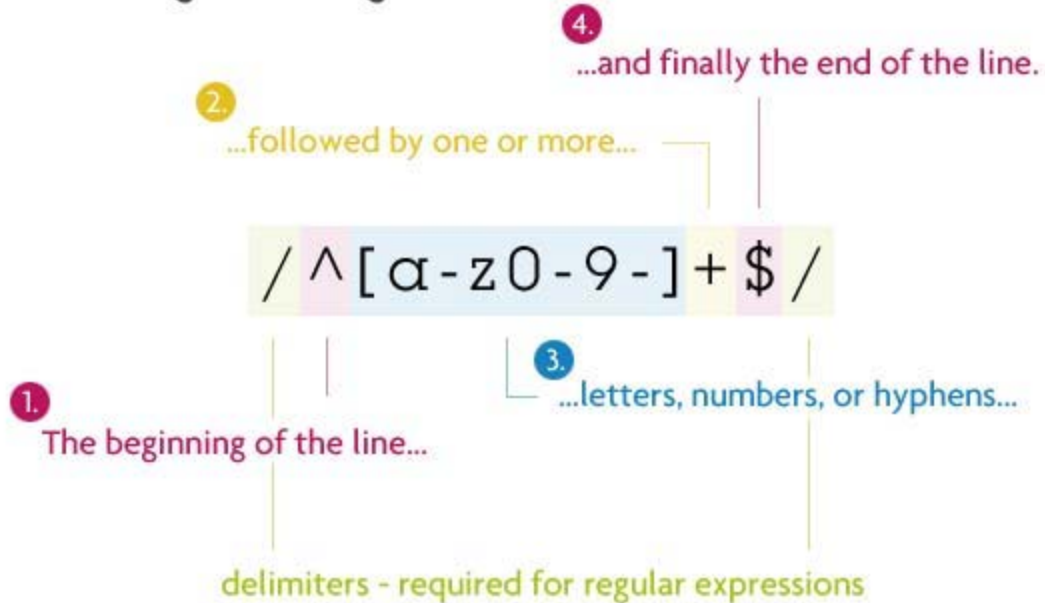 4.
...and finally the end of the line.
2.
...followed by one or more...
/^[a-z0-9-]+$/
3.
...letters, numbers, or hyphens...
1.
The beginning of the line...
delimiters - required for regular expressions